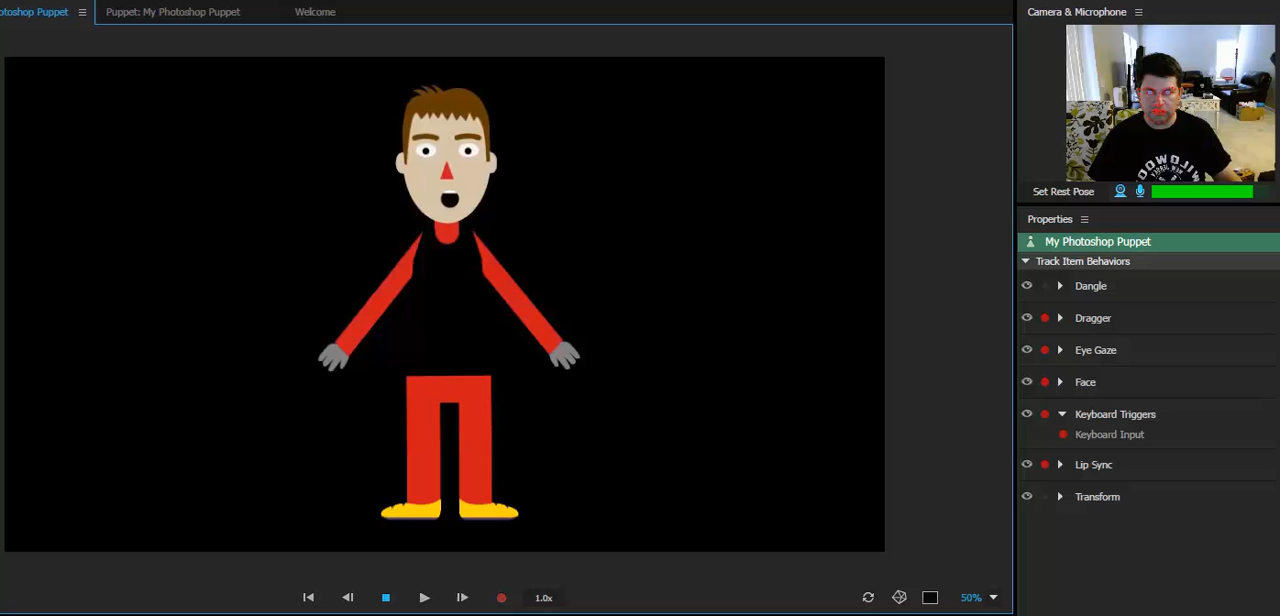 otoshop Puppet
Puppet: My Photoshop Puppet
Welcome
Camera & Microphone
Set Rest Pose
Properties
My Photoshop Puppet
Track Item Behaviors
Dangle
Dragger
Eye Gaze
Face
Keyboard Triggers
Keyboard Input
Lip Sync
Transform
1.0x
50%